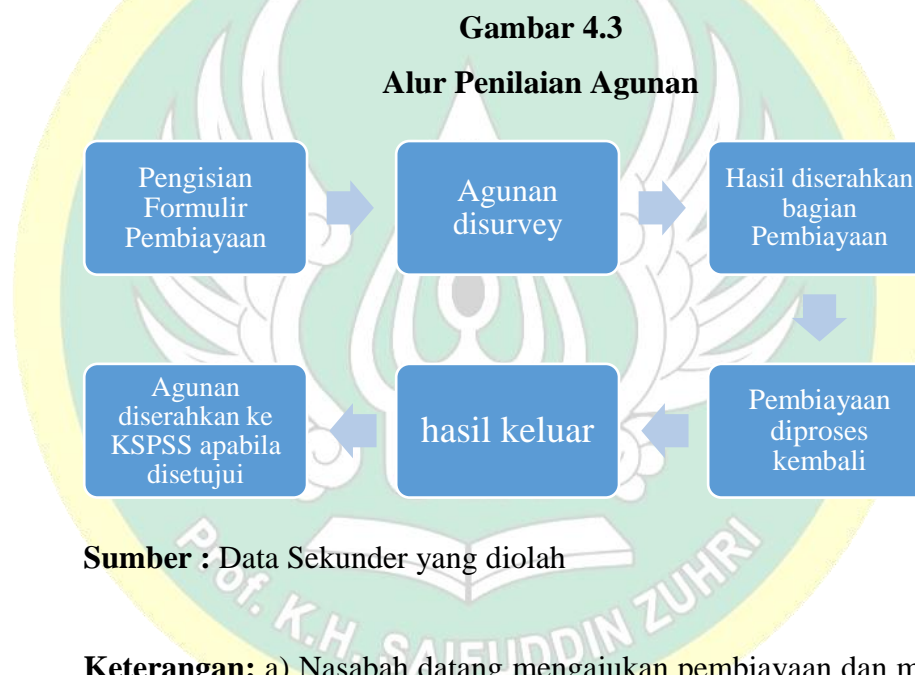 Gambar 4.3
Alur Penilaian Agunan
Pengisian
Formulir
Pembiayaan
Agunan
disurvey
Hasil diserahkan
bagian
Pembiayaan
Pembiayaan
diproses
kembali
hasil keluar
Agunan
diserahkan ke
KSPSS apabila
disetujui
Sumber : Data Sekunder yang diolah
Prof. K.H. SAIFUDDIN ZUHRI
Keterangan: a) Nasabah datang mengajukan pembiayaan dan